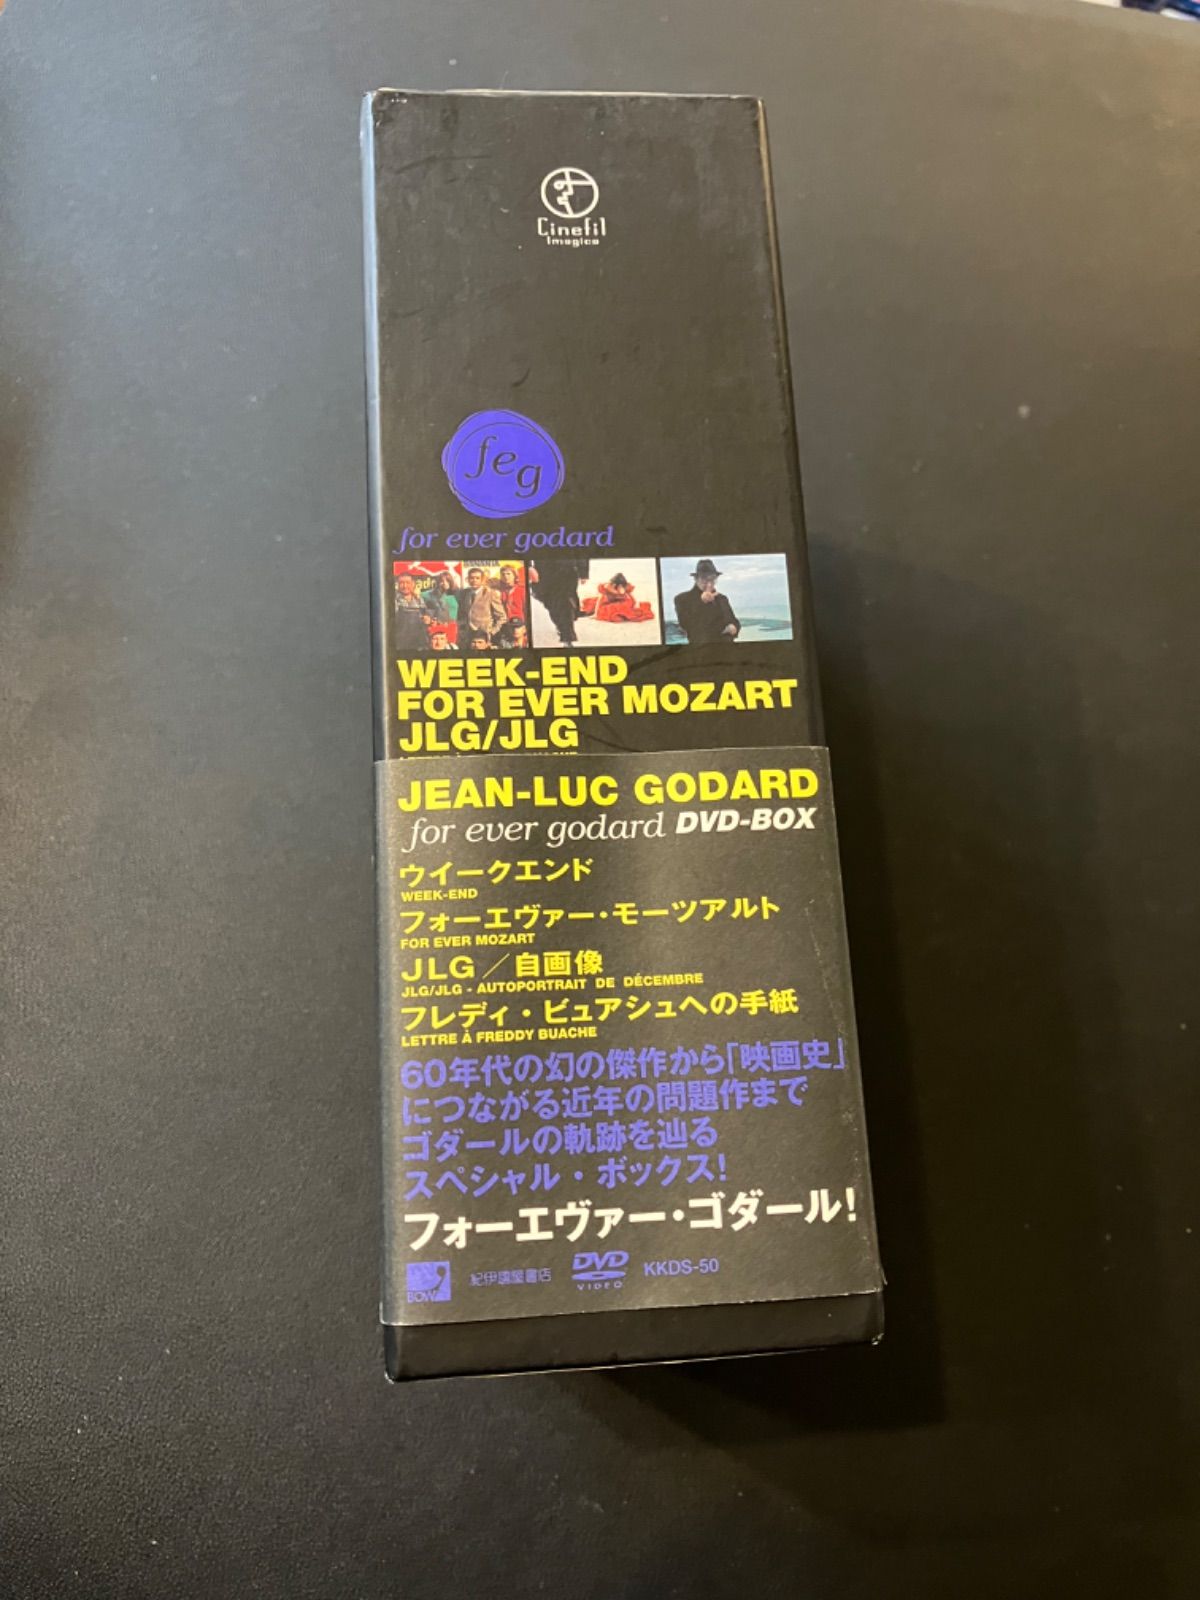 Cinefil
Imagica
feg
for ever godard
WEEK-END
FOR EVER MOZART
JLG/JLG
JEAN-LUC GODARD
for ever godard DVD-BOX
ウイークエンド
WEEK-END
フォーエヴァー・モーツアルト
FOR EVER MOZART
JLG／自画像
JLG/JLG - AUTOPORTRAIT DE DÉCEMBRE
フレディ・ビュアシュへの手紙
LETTRE À FREDDY BUACHE
60年代の幻の傑作から「映画史」
につながる近年の問題作まで
ゴダールの軌跡を辿る
スペシャル・ボックス!
フォーエヴァー・ゴダール!
BOW
紀伊國屋書店
DVD
VIDEO
KKDS-50